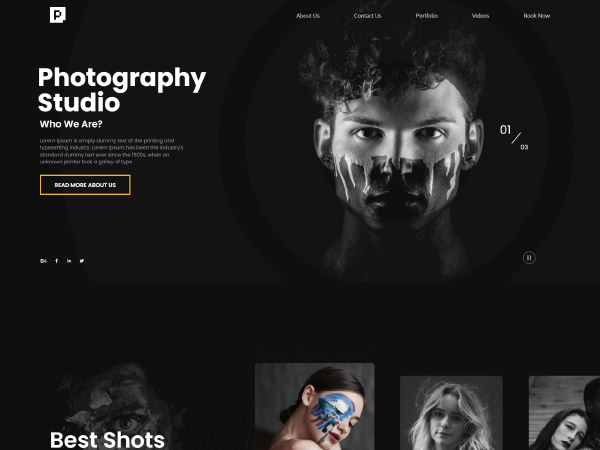 P
About Us
Contact Us
Portfolio
Videos
Book Now
Photography
Studio
Who We Are?
Lorem Ipsum is simply dummy text of the printing and
typesetting industry. Lorem Ipsum has been the industry's
standard dummy text ever since the 1500s, when an
unknown printer took a galley of type
READ MORE ABOUT US
01
03
Bē
f
in
Best Shots